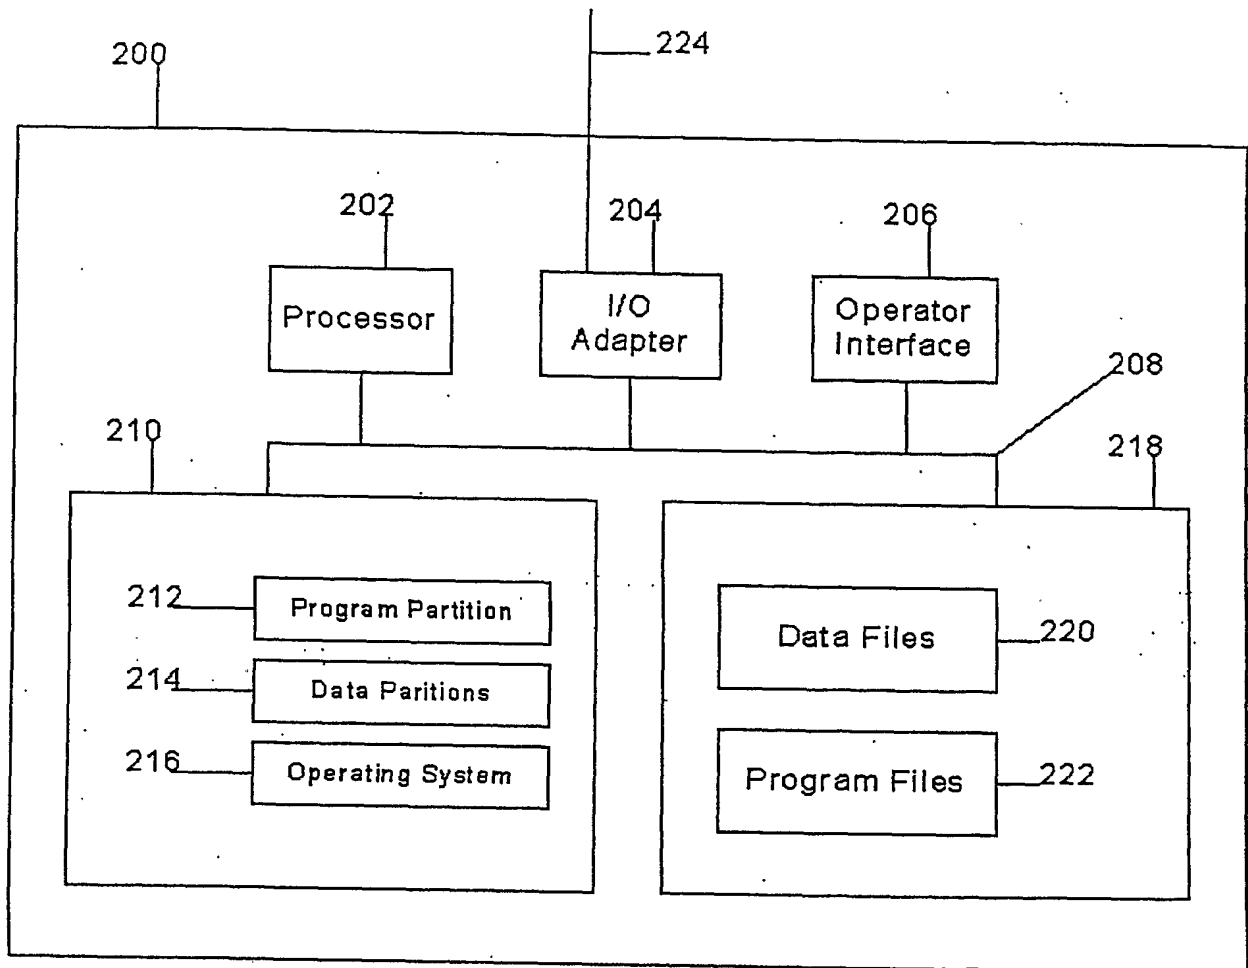 224
200
202
204
206
Processor
I/O
Adapter
Operator
Interface
208
210
218
212
Program Partition
214
Data Paritions
216
Operating System
Data Files
220
Program Files
222